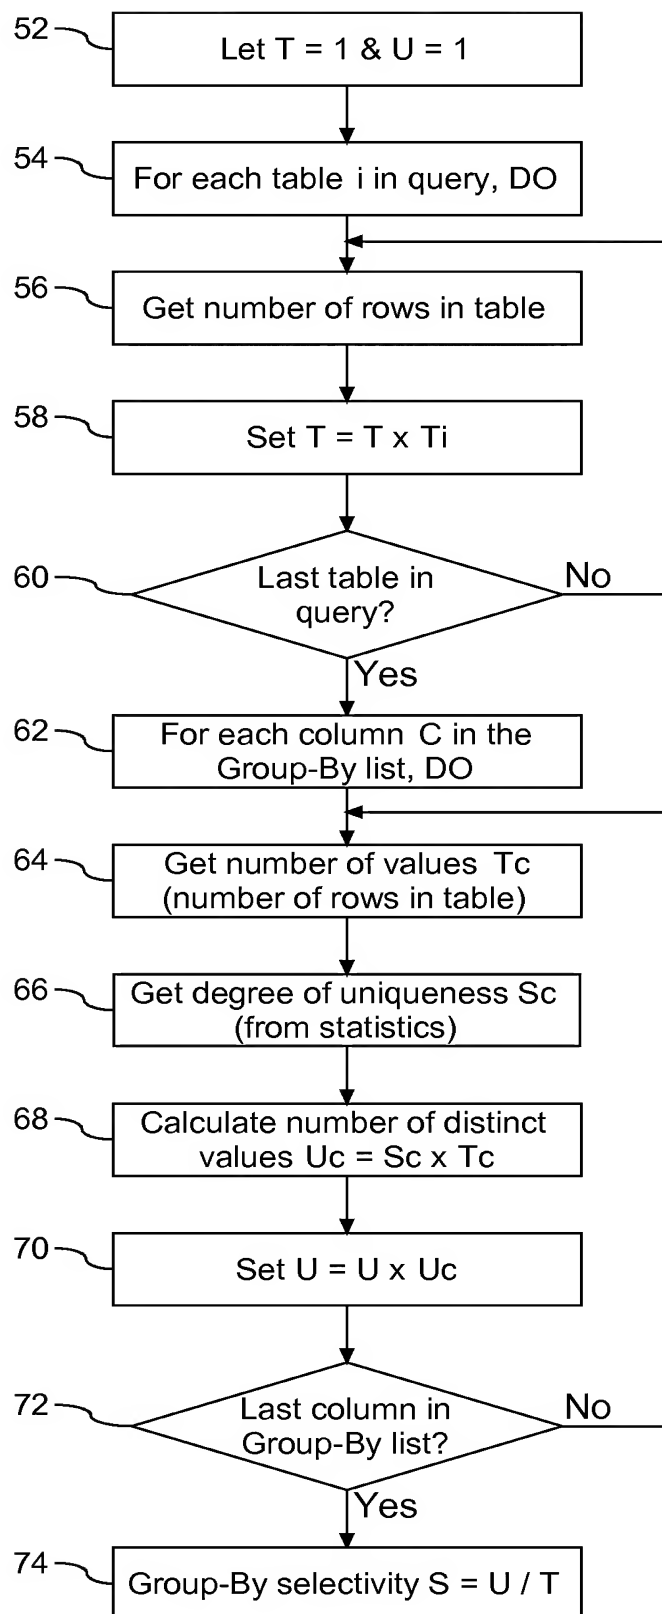 52
Let T = 1 & U = 1
54
For each table i in query, DO
56
Get number of rows in table
58
Set T = T x Ti
60
Last table in
query?
No
Yes
62
For each column C in the
Group-By list, DO
64
Get number of values Tc
(number of rows in table)
66
Get degree of uniqueness Sc
(from statistics)
68
Calculate number of distinct
values Uc = Sc x Tc
70
Set U = U x Uc
72
Last column in
Group-By list?
No
Yes
74
Group-By selectivity S = U / T